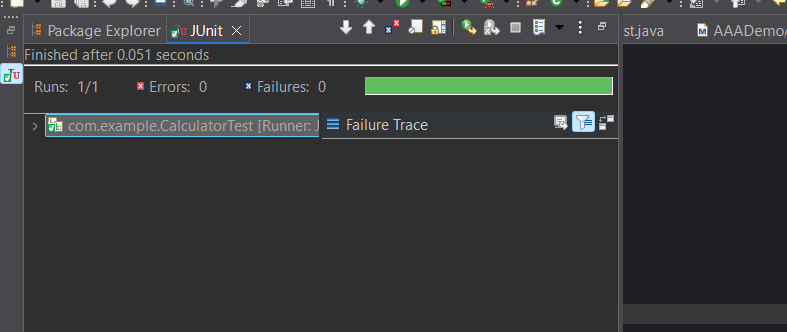 Package Explorer JUnit
st.java AAADemo/
Finished after 0.051 seconds
Runs: 1/1 Errors: 0 Failures: 0
com.example.CalculatorTest [Runner: J Failure Trace